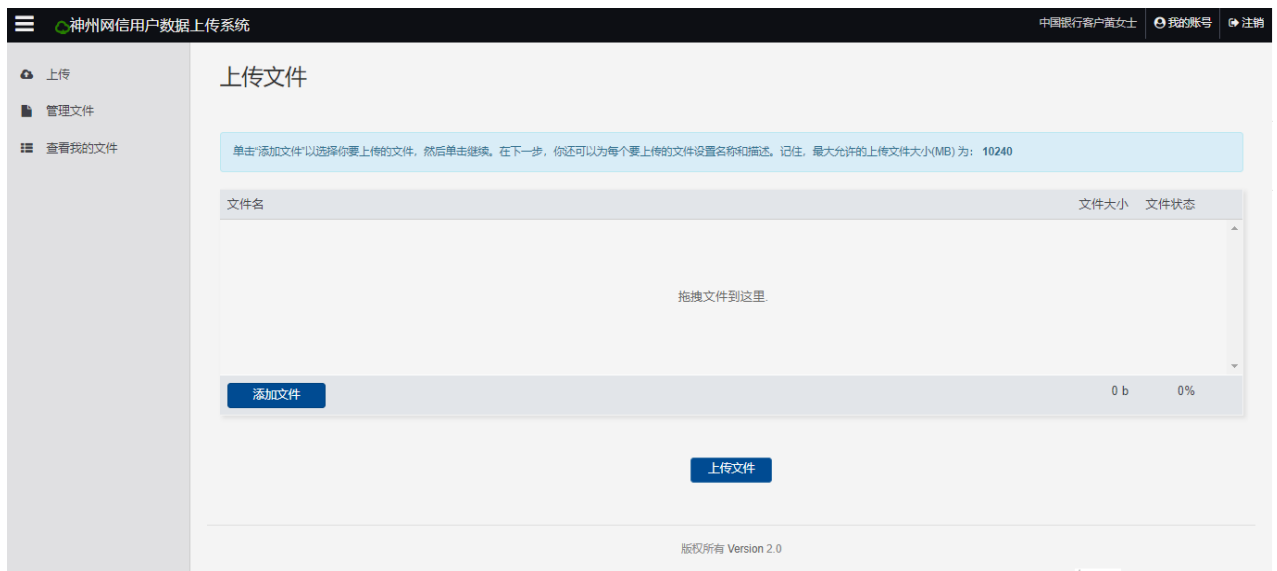 神州网信用户数据上传系统
中国银行客户黄女士 我的账号 注销
上传
管理文件
查看我的文件
上传文件
单击“添加文件”以选择你要上传的文件，然后单击继续。在下一步，你还可以为每个要上传的文件设置名称和描述。记住，最大允许的上传文件大小(MB) 为： 10240
文件名 文件大小 文件状态
拖拽文件到这里.
添加文件 0 b 0%
上传文件
版权所有 Version 2.0